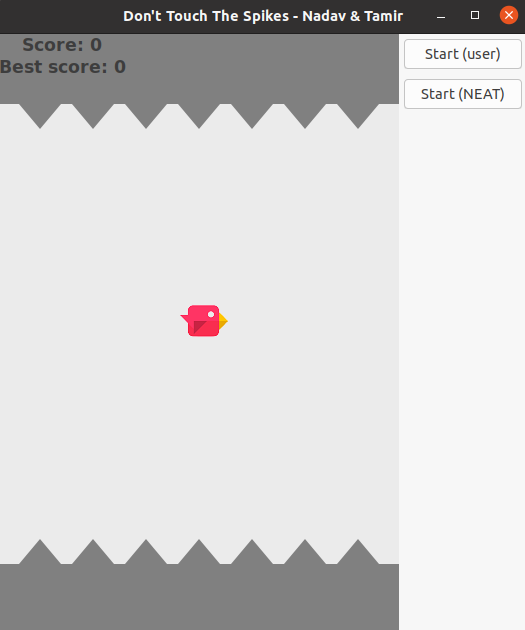 Don't Touch The Spikes - Nadav & Tamir
Score: 0
Best score: 0
Start (user)
Start (NEAT)